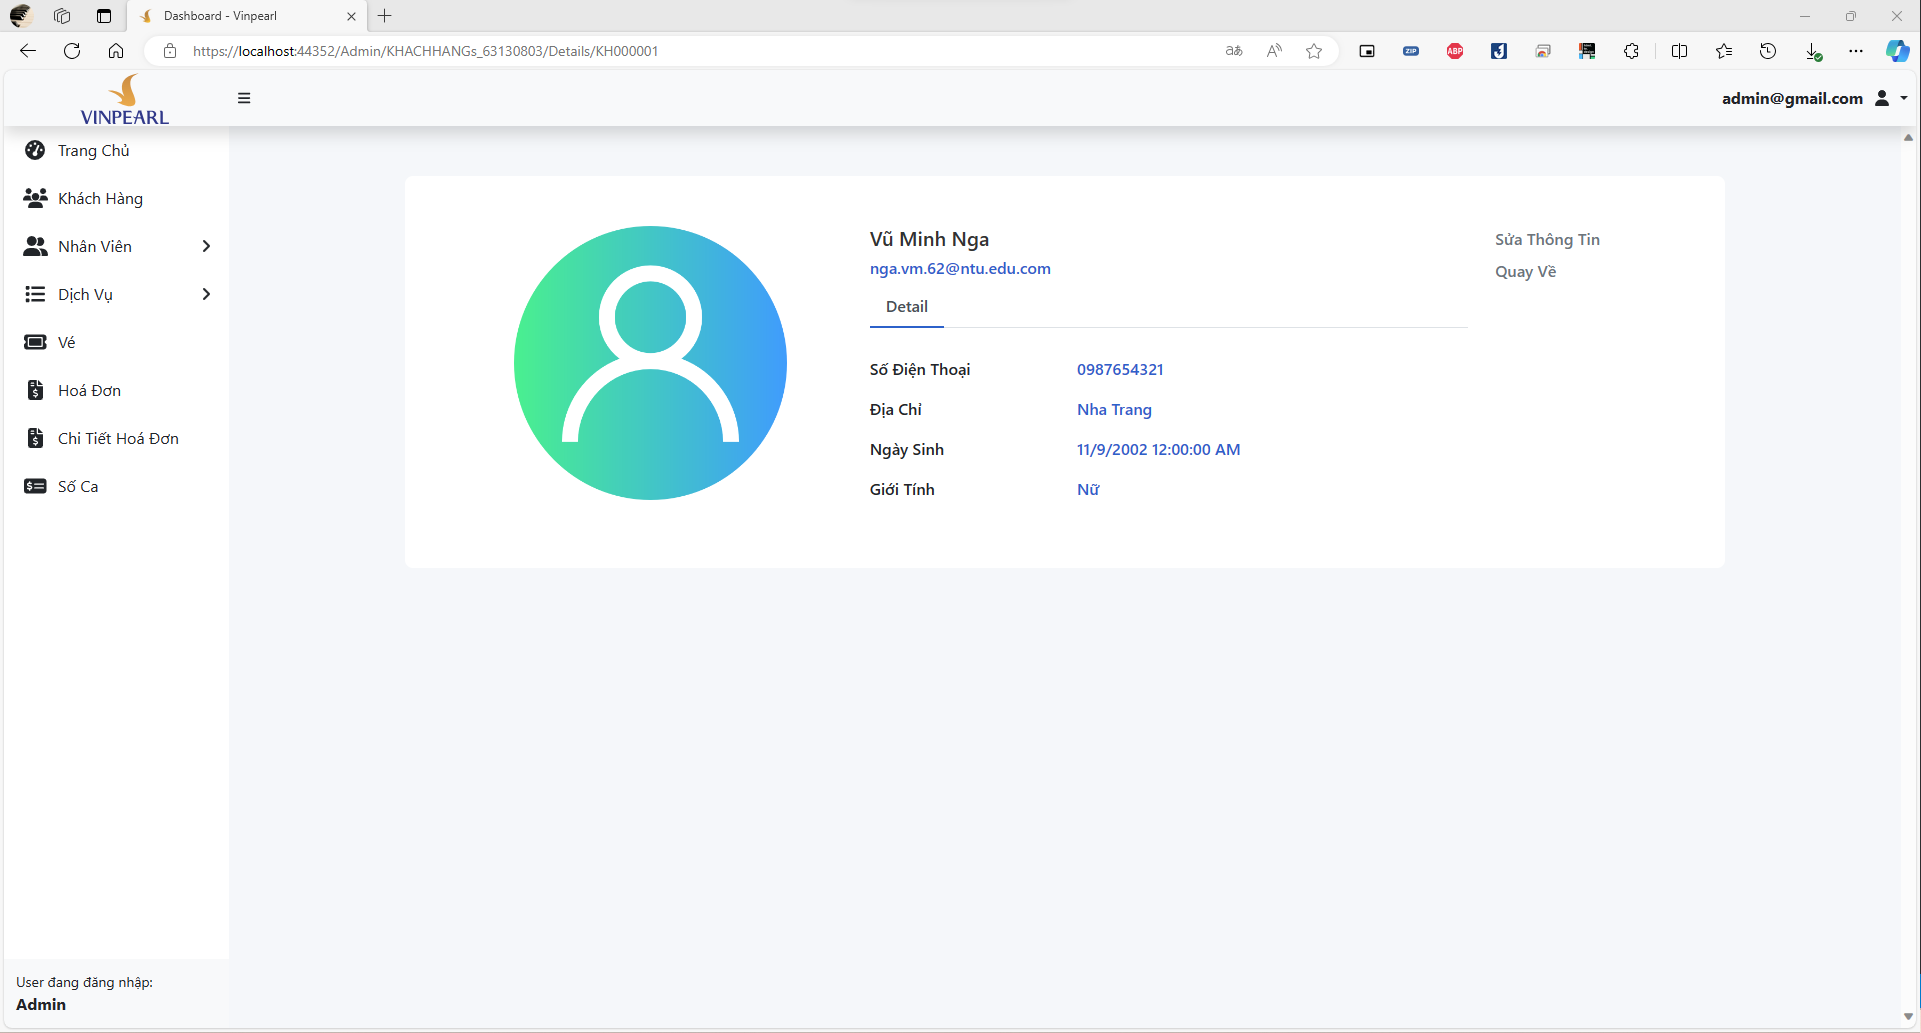 Dashboard - Vinpearl
https://localhost:44352/Admin/KHACHHANGs_63130803/Details/KH000001
ZIP
ABP
VINPEARL
admin@gmail.com
Trang Chủ
Khách Hàng
Nhân Viên
Dịch Vụ
Vé
Hoá Đơn
Chi Tiết Hoá Đơn
Số Ca
Vũ Minh Nga
nga.vm.62@ntu.edu.com
Detail
Số Điện Thoại 0987654321
Địa Chỉ Nha Trang
Ngày Sinh 11/9/2002 12:00:00 AM
Giới Tính Nữ
Sửa Thông Tin
Quay Về
User đang đăng nhập:
Admin